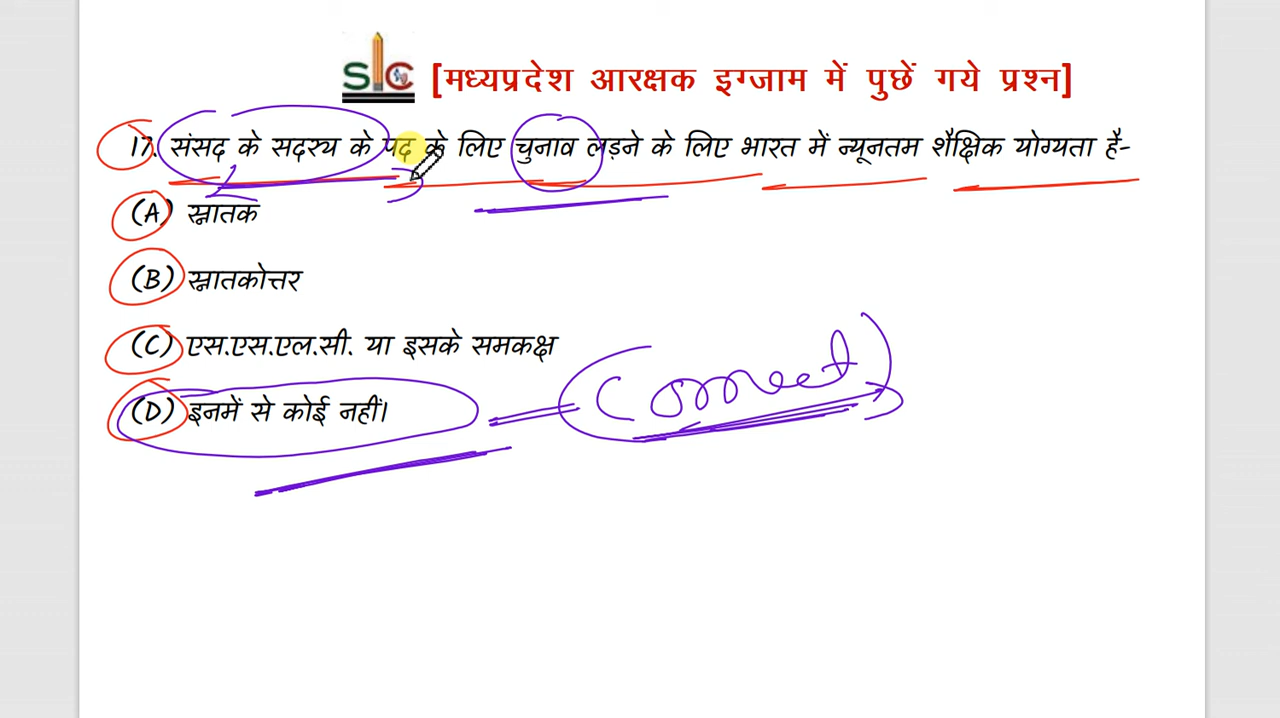 SIC [मध्यप्रदेश आरक्षक इग्जाम में पुछें गये प्रश्न]
17. संसद के सदस्य के पद के लिए चुनाव लड़ने के लिए भारत में न्यूनतम शैक्षिक योग्यता है-
(A) स्नातक
(B) स्नातकोत्तर
(C) एस.एस.एल.सी. या इसके समकक्ष
(D) इनमें से कोई नहीं।
Correct